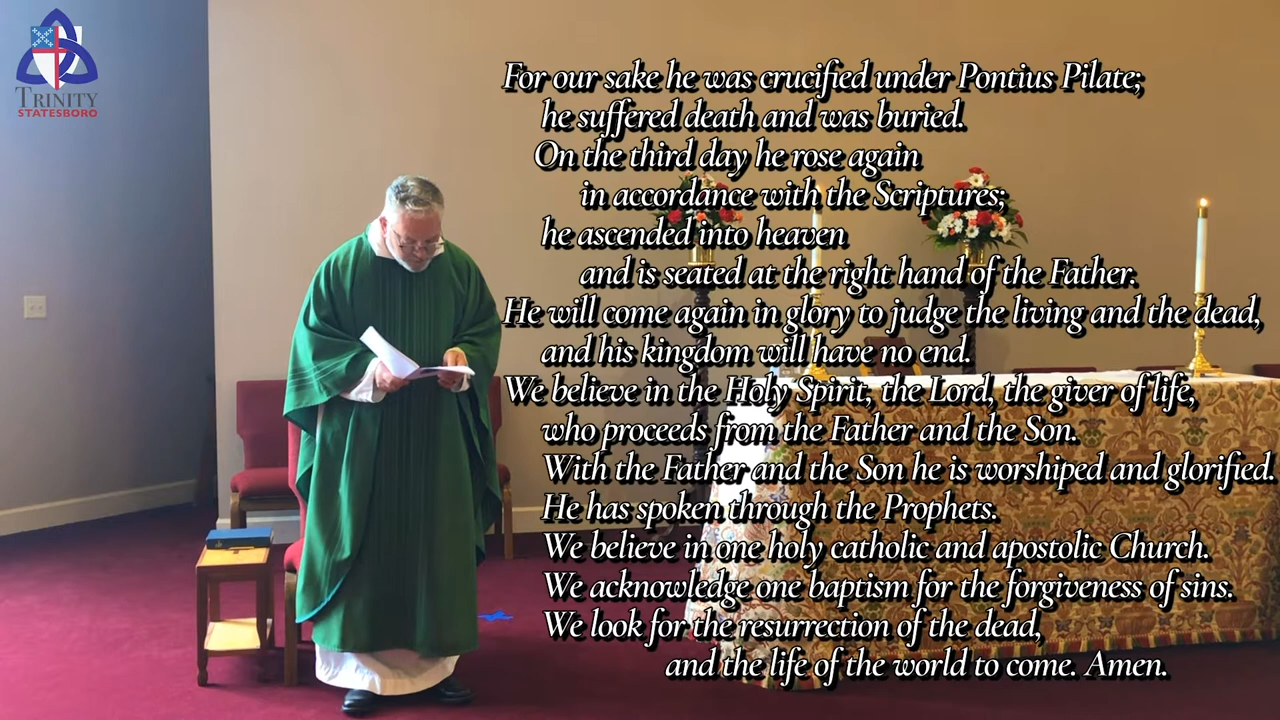 TRINITY
STATESBORO
For our sake he was crucified under Pontius Pilate;
he suffered death and was buried.
On the third day he rose again
in accordance with the Scriptures;
he ascended into heaven
and is seated at the right hand of the Father.
He will come again in glory to judge the living and the dead,
and his kingdom will have no end.
We believe in the Holy Spirit, the Lord, the giver of life,
who proceeds from the Father and the Son.
With the Father and the Son he is worshiped and glorified.
He has spoken through the Prophets.
We believe in one holy catholic and apostolic Church.
We acknowledge one baptism for the forgiveness of sins.
We look for the resurrection of the dead,
and the life of the world to come. Amen.